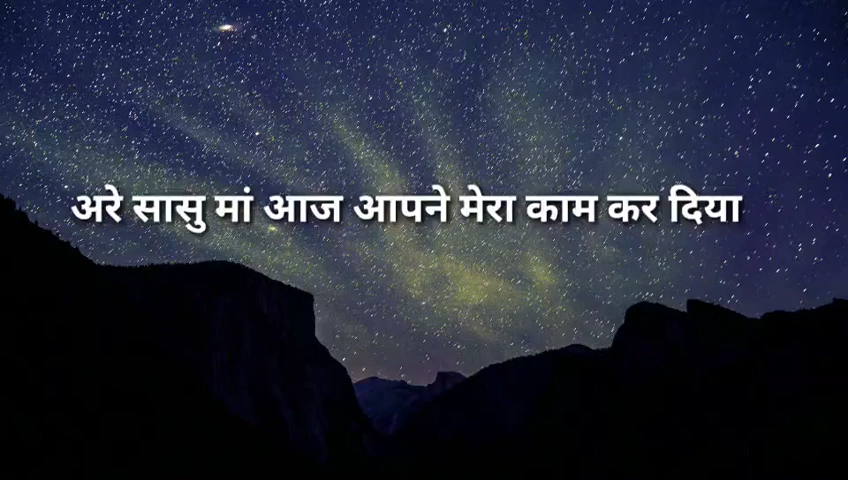 अरे सासु मां आज आपने मेरा काम कर दिया